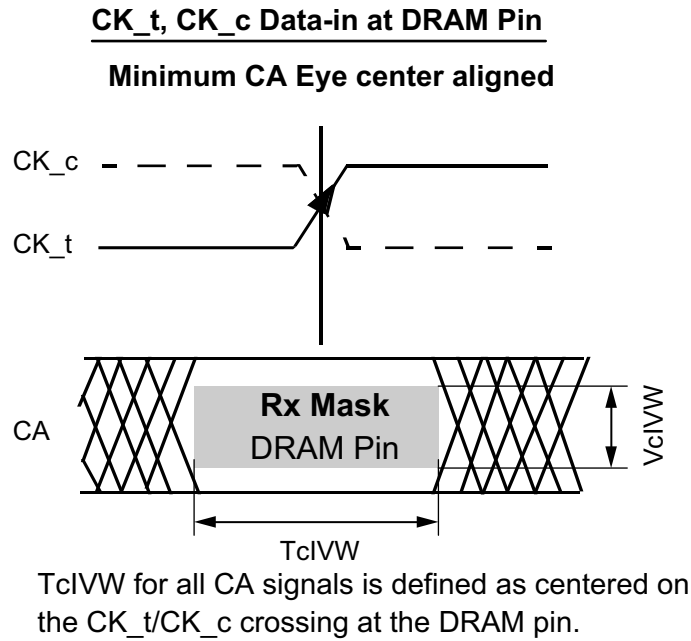 CK_t, CK_c Data-in at DRAM Pin
Minimum CA Eye center aligned
CK_c
CK_t
CA
Rx Mask
DRAM Pin
VcIVW
TcIVW
TcIVW for all CA signals is defined as centered on
the CK_t/CK_c crossing at the DRAM pin.